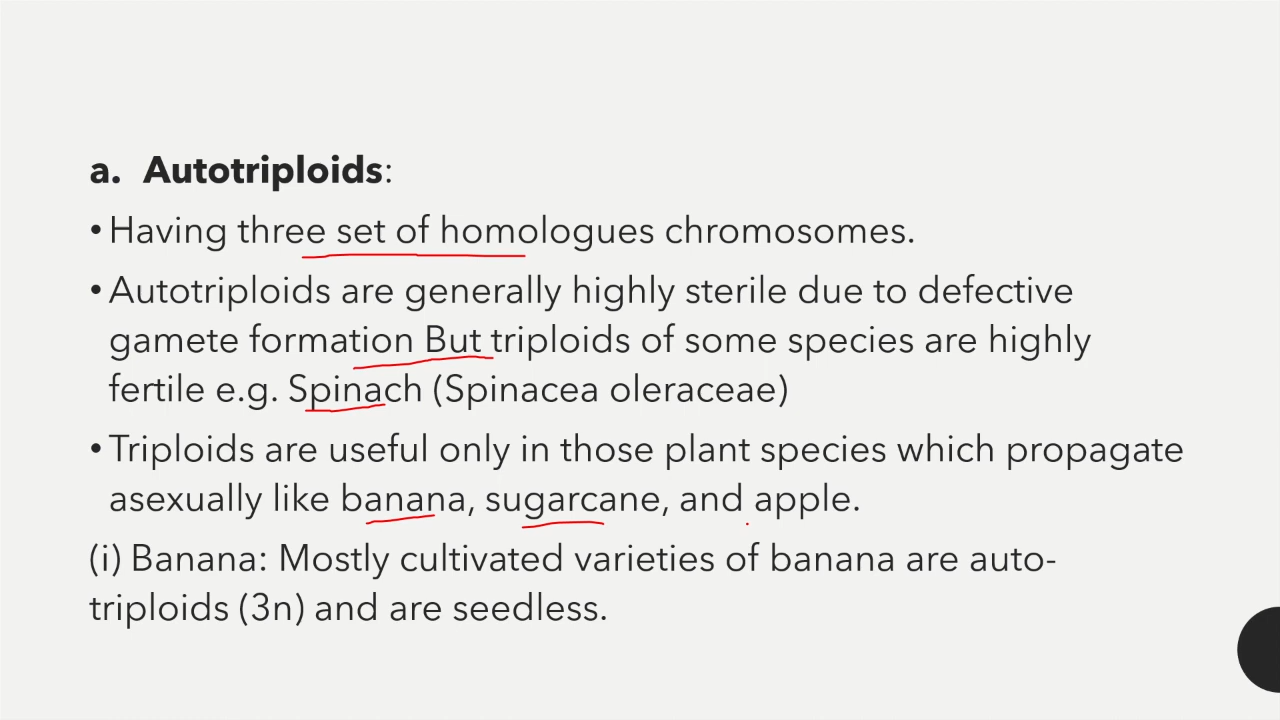 a. Autotriploids:
• Having three set of homologues chromosomes.
• Autotriploids are generally highly sterile due to defective
gamete formation But triploids of some species are highly
fertile e.g. Spinach (Spinacea oleraceae)
• Triploids are useful only in those plant species which propagate
asexually like banana, sugarcane, and apple.
(i) Banana: Mostly cultivated varieties of banana are auto-
triploids (3n) and are seedless.